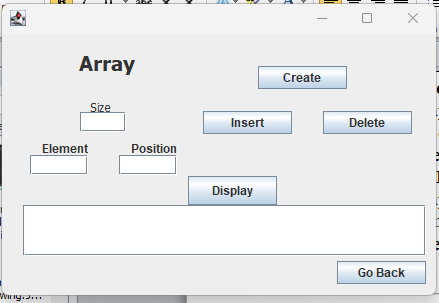 Array
Create
Size
Insert
Delete
Element
Position
Display
Go Back